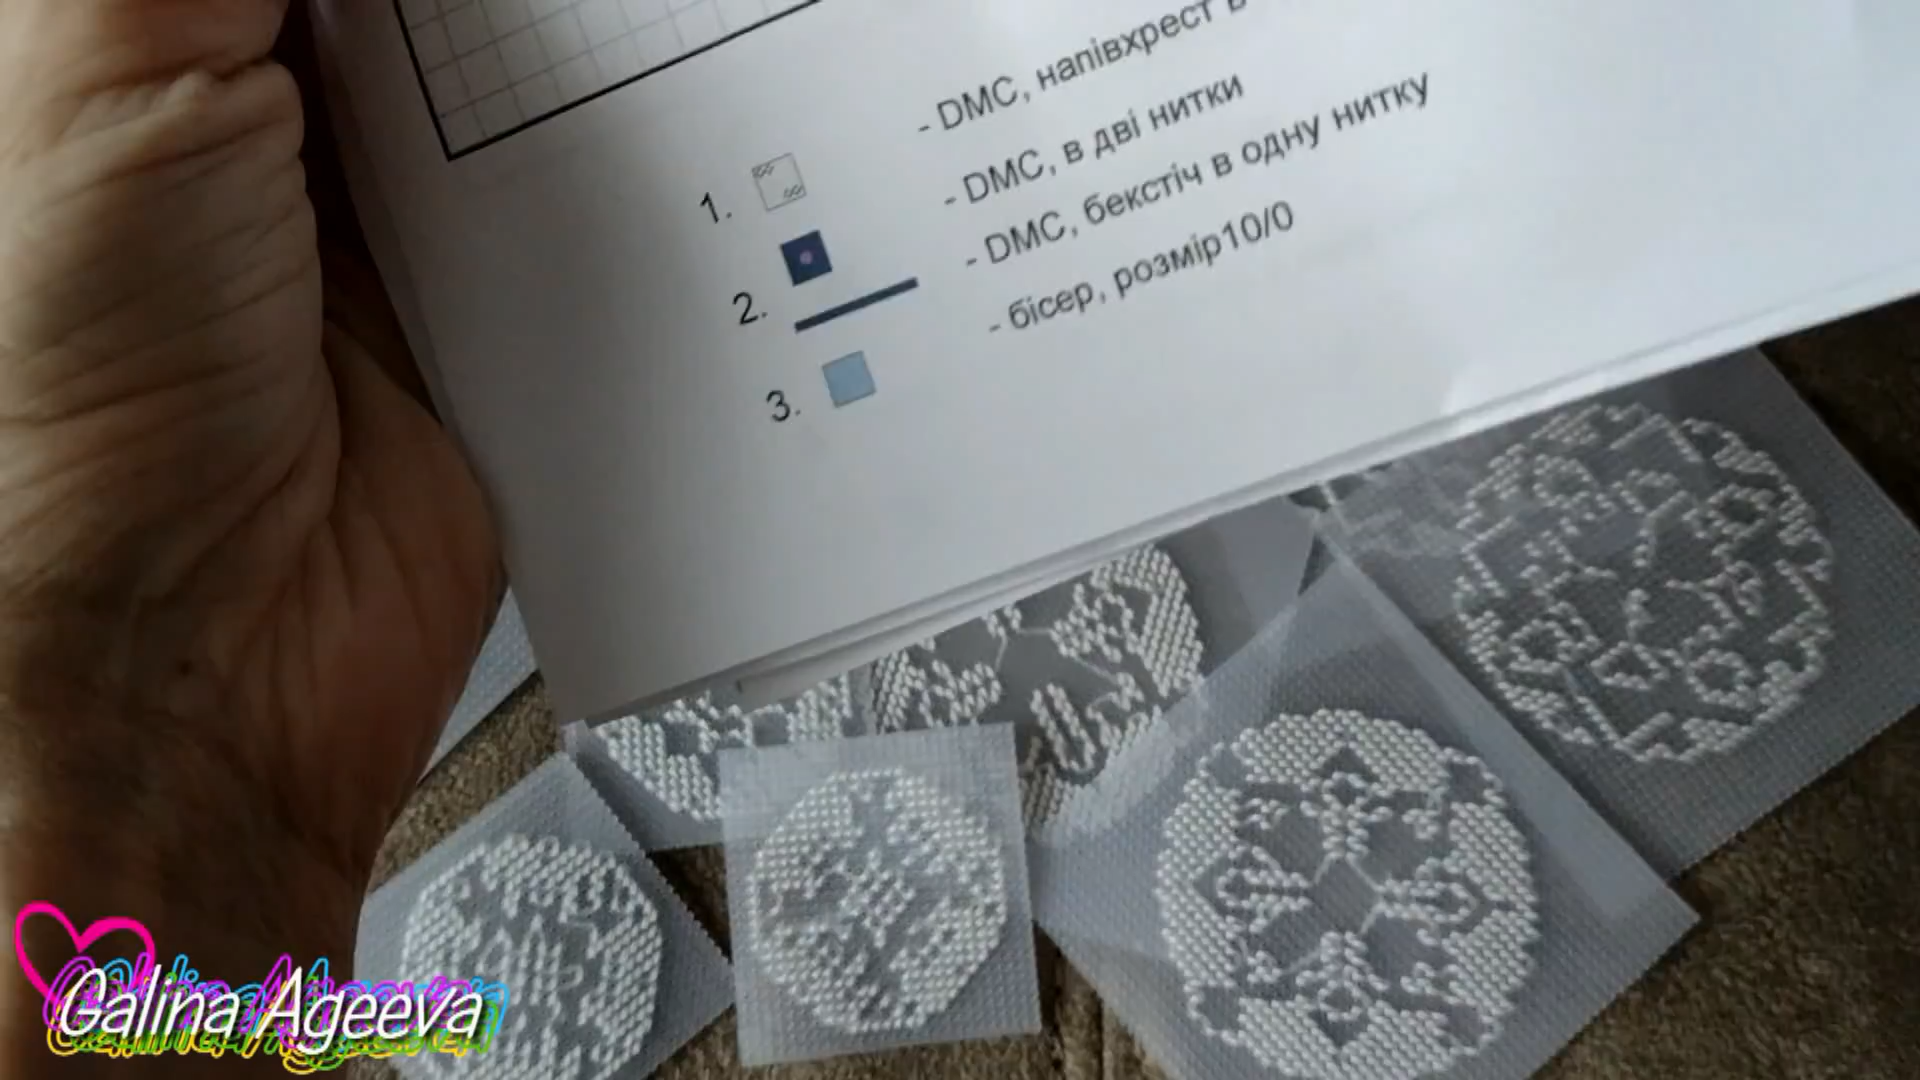 - DMC, напівхрест в
1.
- DMC, в дві нитки
2.
- DMC, бекстіч в одну нитку
3.
- бісер, розмір10/0
Galina Ageeva